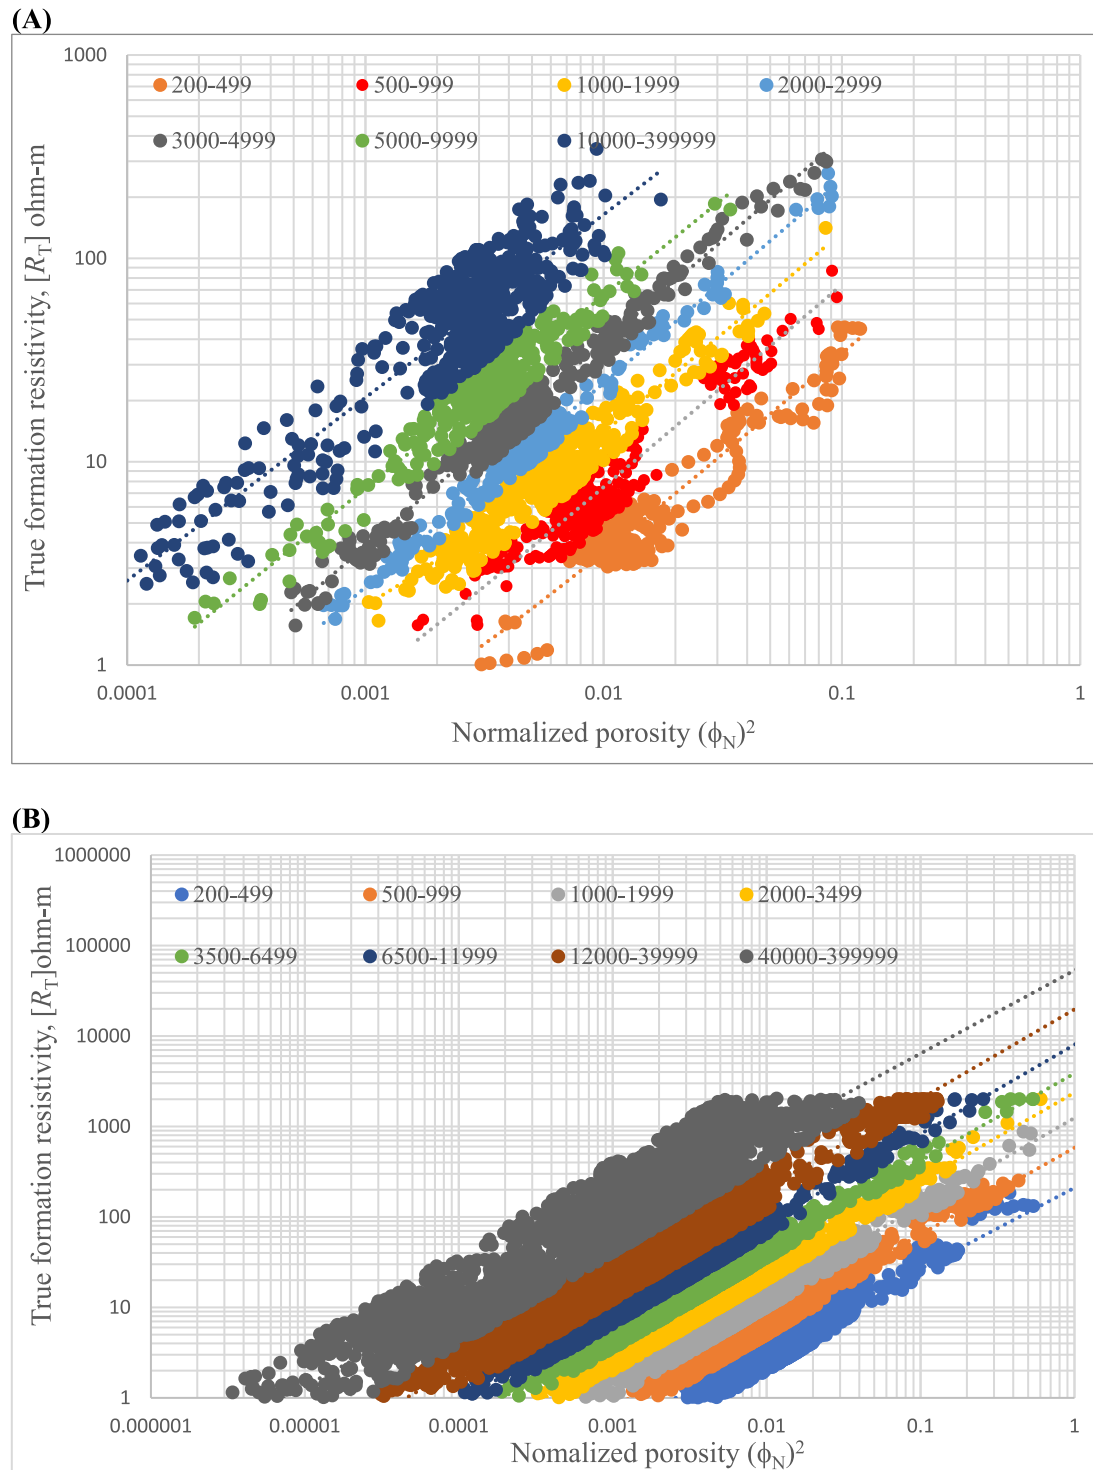 (A)
1000
200-499 500-999 1000-1999 2000-2999
3000-4999 5000-9999 10000-399999
100
10
1
0.0001 0.001 0.01 0.1 1
True formation resistivity, [R_T] ohm-m
Normalized porosity (ϕ_N)²
(B)
1000000
200-499 500-999 1000-1999 2000-3499
100000
3500-6499 6500-11999 12000-39999 40000-399999
10000
1000
100
10
1
0.000001 0.00001 0.0001 0.001 0.01 0.1 1
True formation resistivity, [R_T]ohm-m
Nomalized porosity (ϕ_N)²